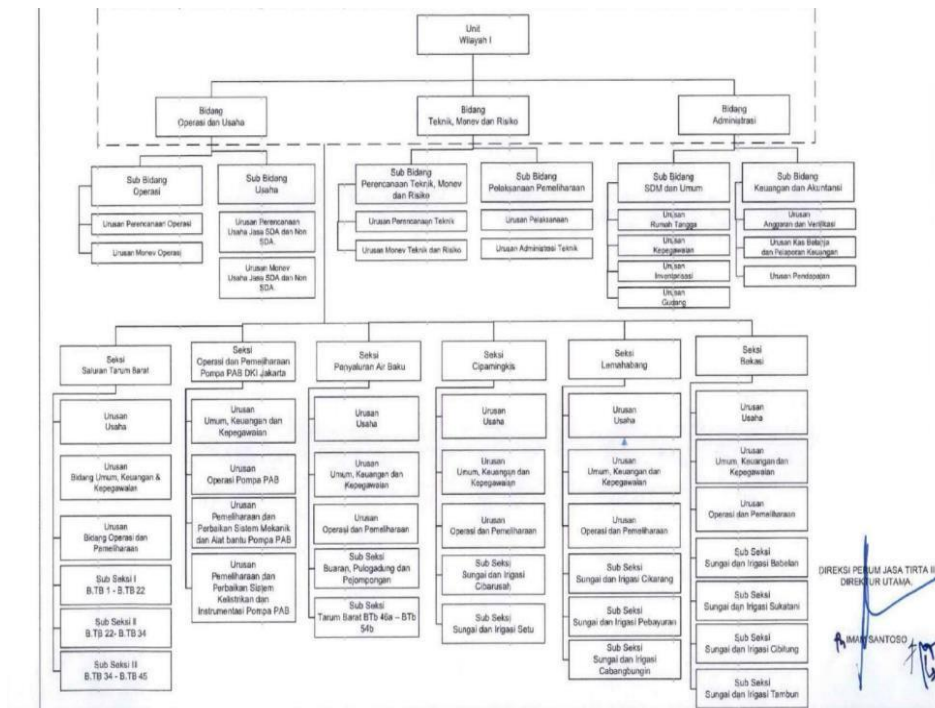 Unit
Wilayah I
Bidang
Operasi dan Usaha
Bidang
Teknik, Monev dan Risiko
Bidang
Administrasi
Sub Bidang
Operasi
Urusan Perencanaan Operasi
Urusan Monev Operasi
Sub Bidang
Usaha
Urusan Perencanaan
Usaha Jasa SDA dan Non
SDA
Urusan Monev
Usaha Jasa SDA dan Non
SDA
Sub Bidang
Perencanaan Teknik, Monev
dan Risiko
Urusan Perencanaan Teknik
Urusan Monev Teknik dan Risiko
Sub Bidang
Pelaksanaan Pemeliharaan
Urusan Pelaksanaan
Urusan Administrasi Teknik
Sub Bidang
SDM dan Umum
Urusan
Rumah Tangga
Urusan
Kepegawaian
Urusan
Inventarisasi
Urusan
Gudang
Sub Bidang
Keuangan dan Akuntansi
Urusan
Anggaran dan Verifikasi
Urusan Kas Belanja
dan Pelaporan Keuangan
Urusan Pendapatan
Seksi
Saluran Tarum Barat
Urusan
Usaha
Urusan
Bidang Umum, Keuangan &
Kepegawaian
Urusan
Bidang Operasi dan
Pemeliharaan
Sub Seksi I
B.TB 1 - B.TB 22
Sub Seksi II
B.TB 22- B.TB 34
Sub Seksi III
B.TB 34 - B.TB 45
Seksi
Operasi dan Pemeliharaan
Pompa PAB DKI Jakarta
Urusan
Umum, Keuangan dan
Kepegawaian
Urusan
Operasi Pompa PAB
Urusan
Pemeliharaan dan
Perbaikan Sistem Mekanik
dan Alat bantu Pompa PAB
Urusan
Pemeliharaan dan
Perbaikan Sistem
Kelistrikan dan
Instrumentasi Pompa PAB
Seksi
Penyaluran Air Baku
Urusan
Usaha
Urusan
Umum, Keuangan dan
Kepegawaian
Urusan
Operasi dan Pemeliharaan
Sub Seksi
Buaran, Pulogadung dan
Pejompongan
Sub Seksi
Tarum Barat BTb 46a – BTb
54b
Seksi
Cipamingkis
Urusan
Usaha
Urusan
Umum, Keuangan dan
Kepegawaian
Urusan
Operasi dan Pemeliharaan
Sub Seksi
Sungai dan Irigasi
Cibarusah
Sub Seksi
Sungai dan Irigasi Setu
Seksi
Lemahabang
Urusan
Usaha
Urusan
Umum, Keuangan dan
Kepegawaian
Urusan
Operasi dan Pemeliharaan
Sub Seksi
Sungai dan Irigasi Cikarang
Sub Seksi
Sungai dan Irigasi Pebayuran
Sub Seksi
Sungai dan Irigasi
Cabangbungin
Seksi
Bekasi
Urusan
Usaha
Urusan
Umum, Keuangan dan
Kepegawaian
Urusan
Operasi dan Pemeliharaan
Sub Seksi
Sungai dan Irigasi Babelan
Sub Seksi
Sungai dan Irigasi Sukatani
Sub Seksi
Sungai dan Irigasi Cibitung
Sub Seksi
Sungai dan Irigasi Tambun
DIREKSI PERUM JASA TIRTA II
DIREKTUR UTAMA
IMAN SANTOSO